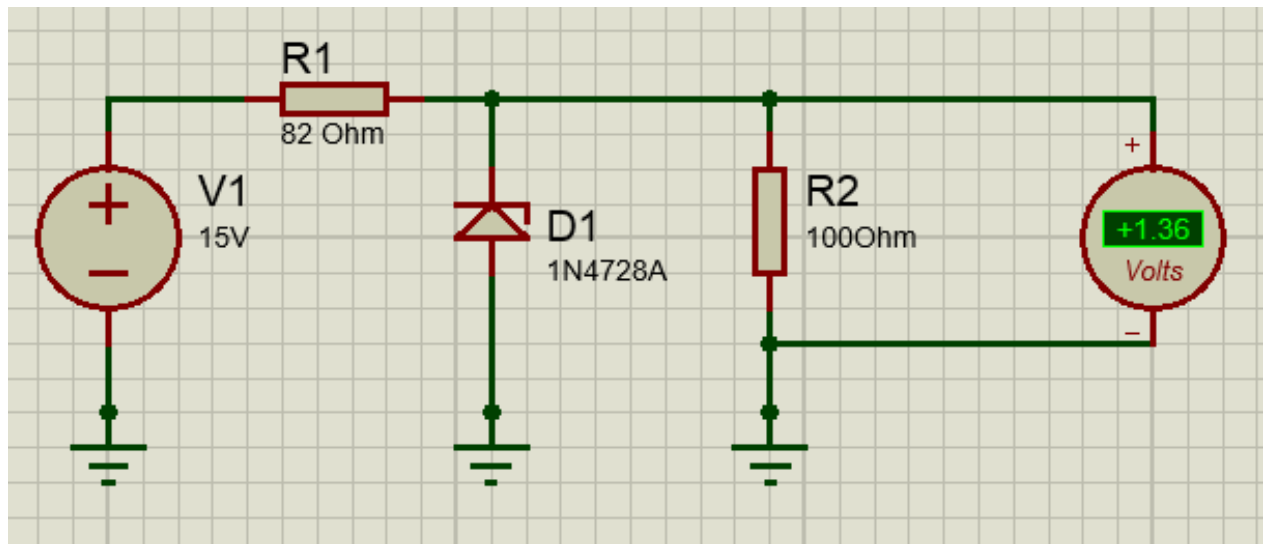 R1
82 Ohm
V1
15V
D1
1N4728A
R2
100Ohm
+
+1.36
Volts
−